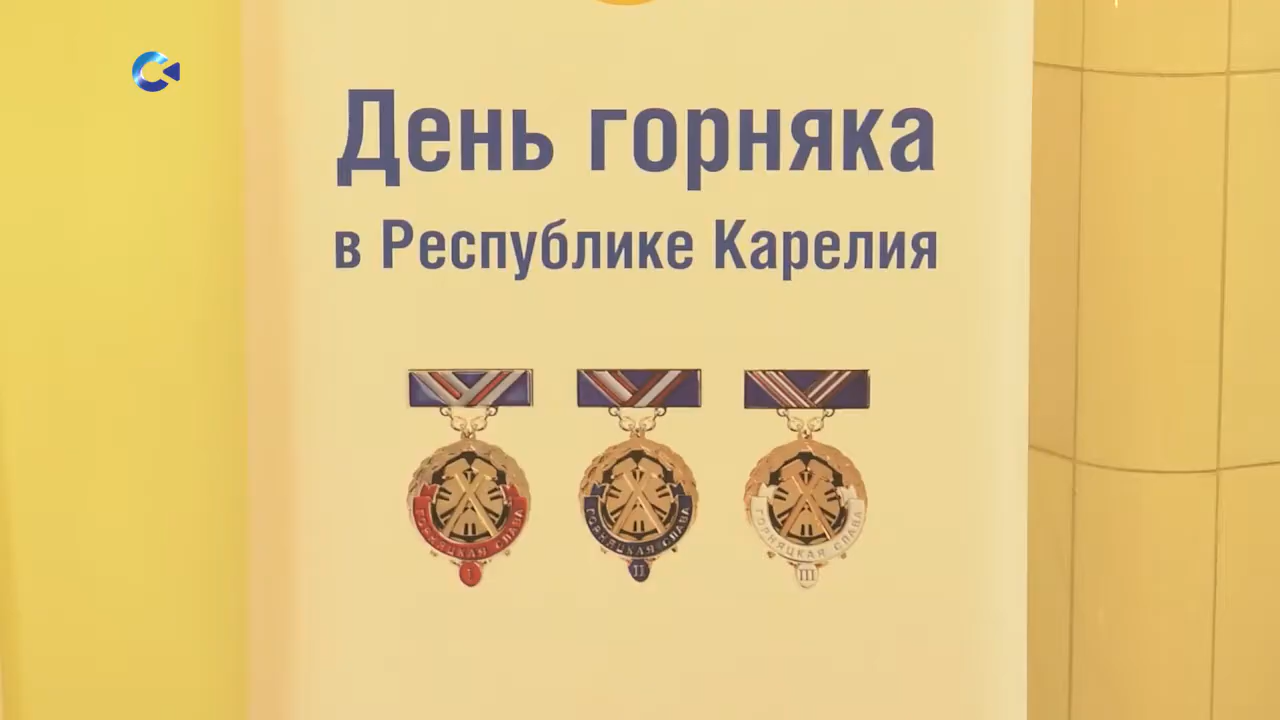 День горняка
в Республике Карелия
ГОРНЯЦКАЯ СЛАВА
I
ГОРНЯЦКАЯ СЛАВА
II
ГОРНЯЦКАЯ СЛАВА
III